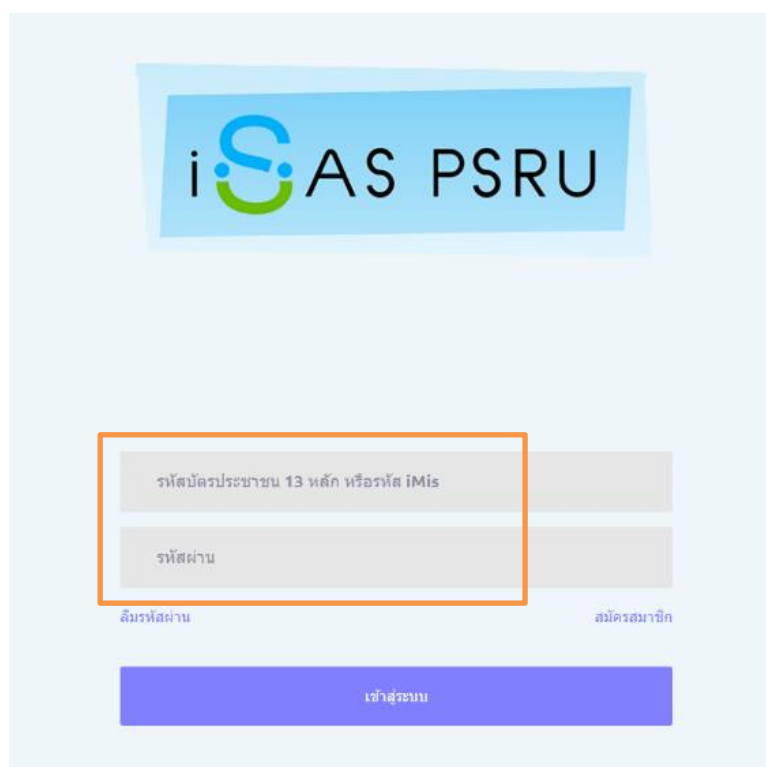 iSAS PSRU
รหัสบัตรประชาชน 13 หลัก หรือรหัส iMis
รหัสผ่าน
ลืมรหัสผ่าน
สมัครสมาชิก
เข้าสู่ระบบ